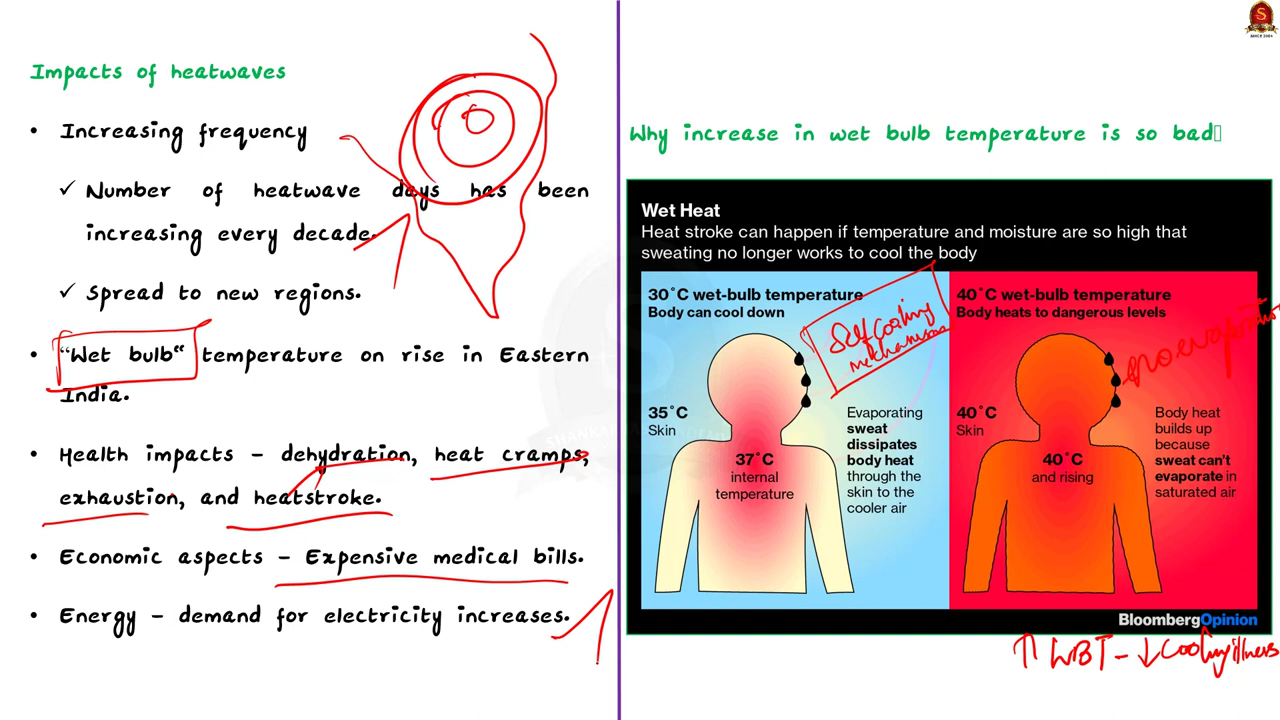 Impacts of heatwaves
• Increasing frequency
✓ Number of heatwave days has been
increasing every decade.
✓ Spread to new regions.
• "Wet bulb" temperature on rise in Eastern
India.
• Health impacts – dehydration, heat cramps,
exhaustion, and heatstroke.
• Economic aspects – Expensive medical bills.
• Energy – demand for electricity increases.
S
SINCE 2004
Why increase in wet bulb temperature is so bad
Wet Heat
Heat stroke can happen if temperature and moisture are so high that
sweating no longer works to cool the body
30°C wet-bulb temperature
Body can cool down
Self cooling
mechanism
35°C
Skin
37°C
internal
temperature
Evaporating
sweat
dissipates
body heat
through the
skin to the
cooler air
40°C wet-bulb temperature
Body heats to dangerous levels
no evaporation
40°C
Skin
40°C
and rising
Body heat
builds up
because
sweat can't
evaporate in
saturated air
BloombergOpinion
↑ WBT – ↓ Cooling